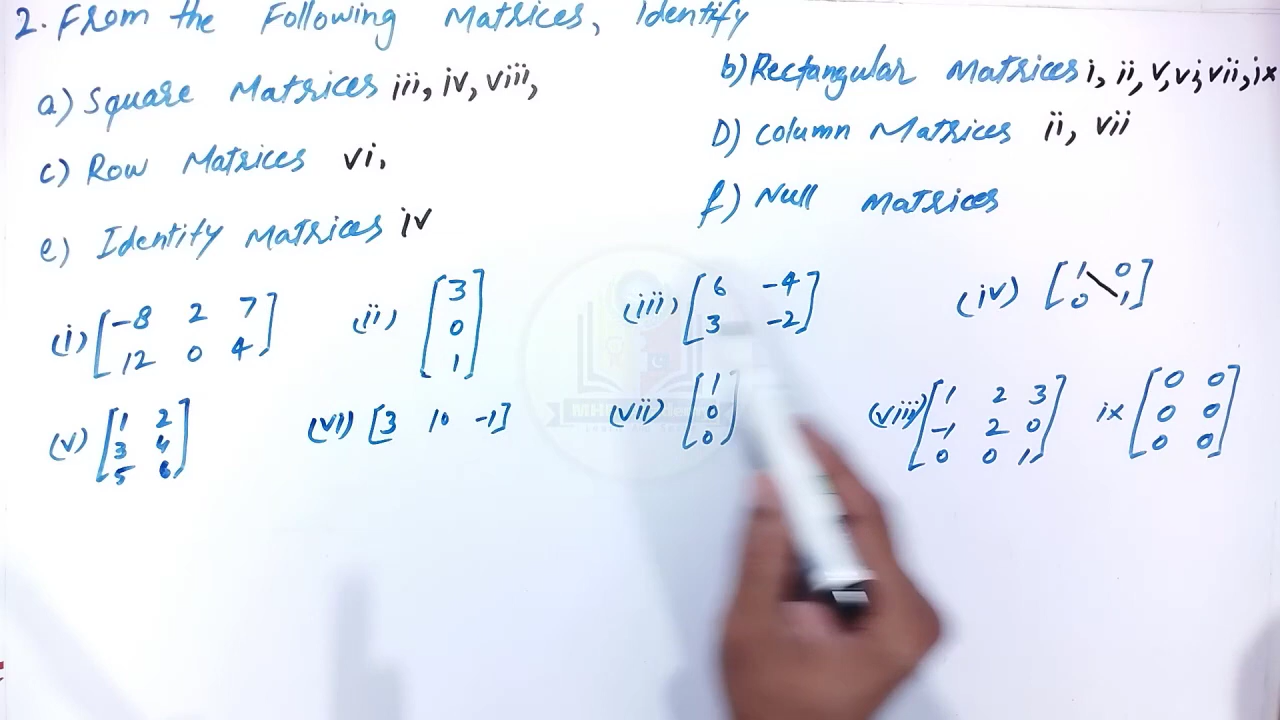 2. From the Following Matrices, Identify
a) Square Matrices iii, iv, viii,
b) Rectangular Matrices i, ii, v, vi, vii, ix
c) Row Matrices vi,
D) Column Matrices ii, vii
e) Identity Matrices iv
f) Null Matrices
(i) [-8 2 7
12 0 4]
(ii) [3
0
1]
(iii) [6 -4
3 -2]
(iv) [1 0
0 1]
(v) [1 2
3 4
5 6]
(vi) [3 10 -1]
(vii) [1
0
0]
(viii) [1 2 3
-1 2 0
0 0 1]
ix [0 0
0 0
0 0]